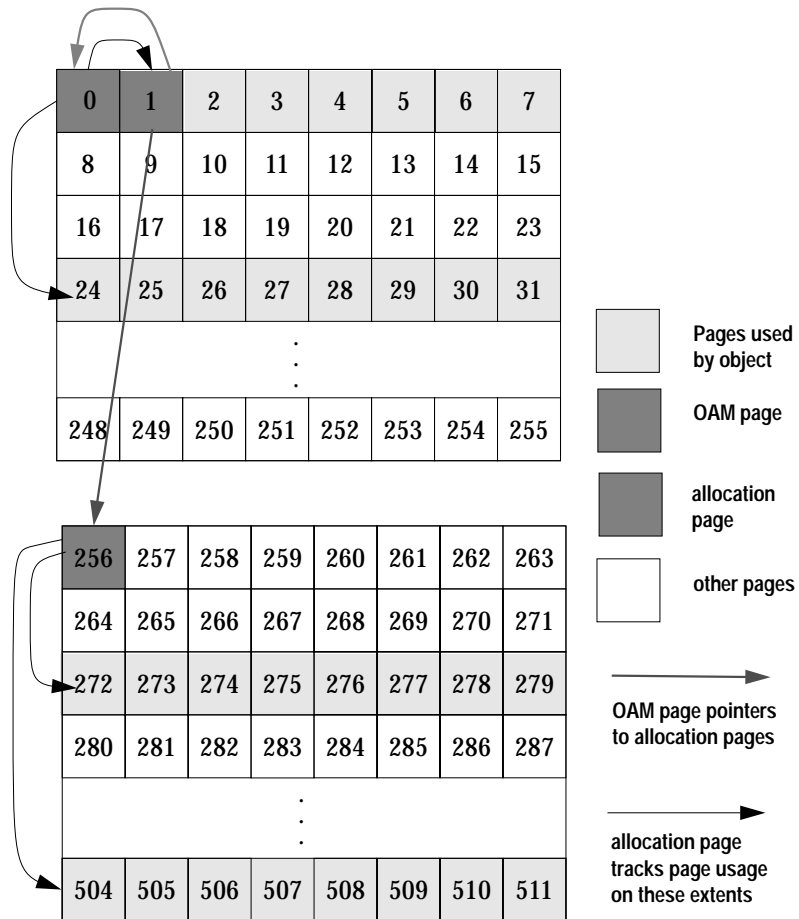 0 1 2 3 4 5 6 7
8 9 10 11 12 13 14 15
16 17 18 19 20 21 22 23
24 25 26 27 28 29 30 31
.
.
.
248 249 250 251 252 253 254 255
256 257 258 259 260 261 262 263
264 265 266 267 268 269 270 271
272 273 274 275 276 277 278 279
280 281 282 283 284 285 286 287
.
.
.
504 505 506 507 508 509 510 511
Pages used
by object
OAM page
allocation
page
other pages
OAM page pointers
to allocation pages
allocation page
tracks page usage
on these extents